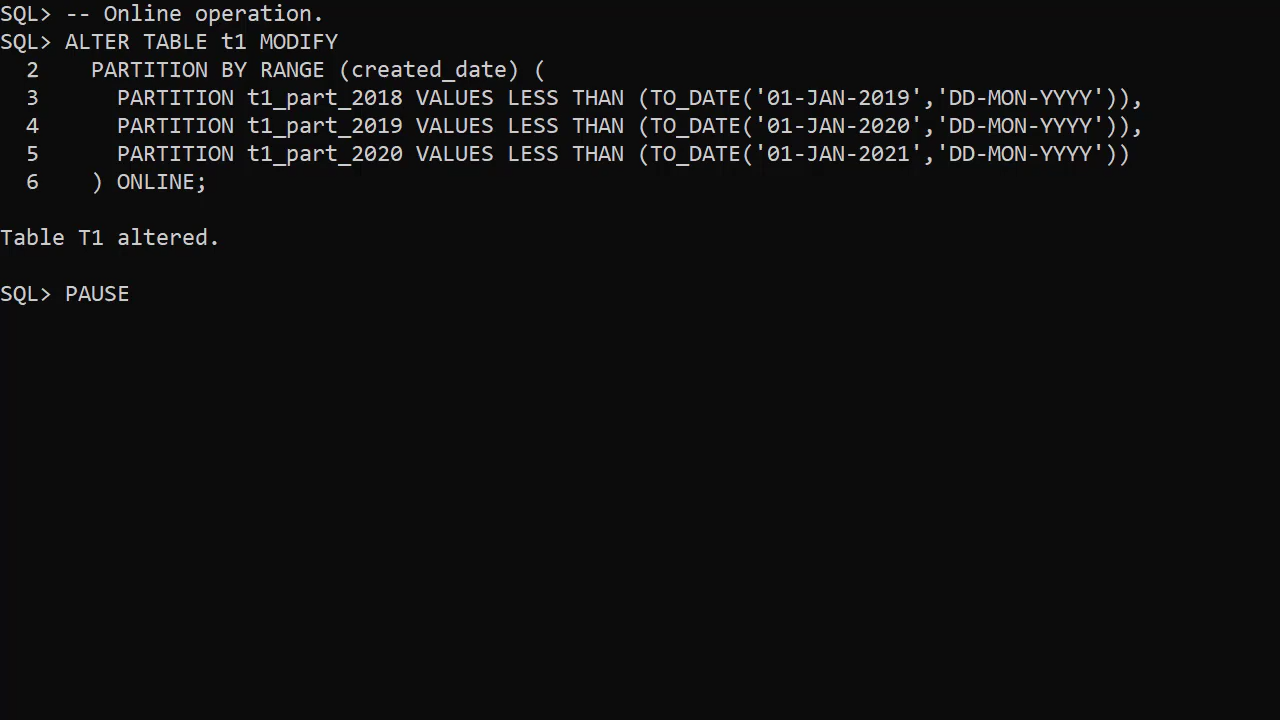 SQL> -- Online operation.
SQL> ALTER TABLE t1 MODIFY
  2    PARTITION BY RANGE (created_date) (
  3      PARTITION t1_part_2018 VALUES LESS THAN (TO_DATE('01-JAN-2019','DD-MON-YYYY')),
  4      PARTITION t1_part_2019 VALUES LESS THAN (TO_DATE('01-JAN-2020','DD-MON-YYYY')),
  5      PARTITION t1_part_2020 VALUES LESS THAN (TO_DATE('01-JAN-2021','DD-MON-YYYY'))
  6    ) ONLINE;
Table T1 altered.
SQL> PAUSE